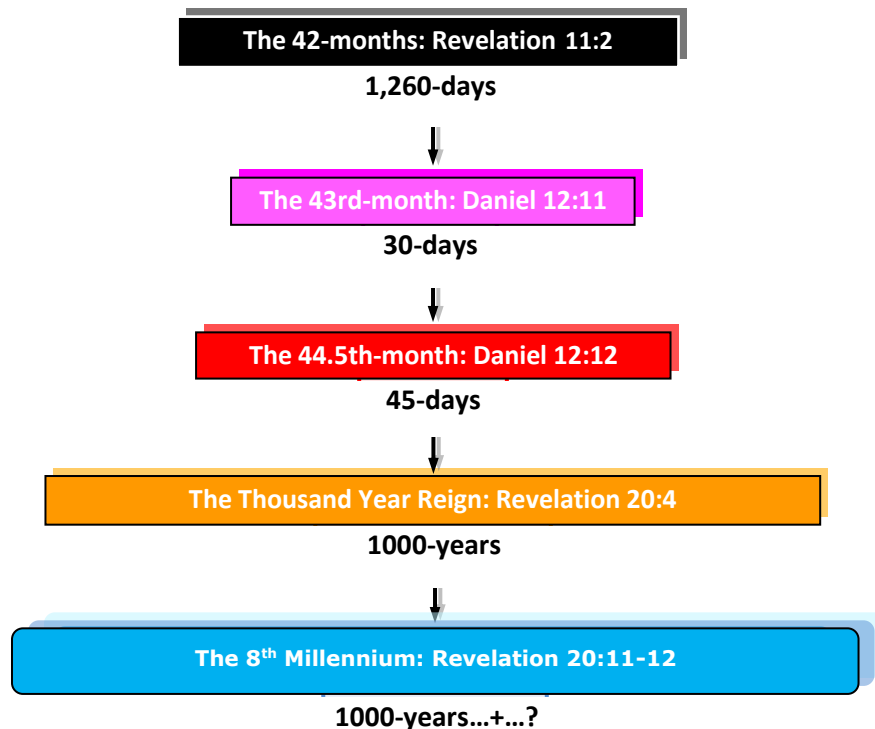 The 42-months: Revelation 11:2
1,260-days
The 43rd-month: Daniel 12:11
30-days
The 44.5th-month: Daniel 12:12
45-days
The Thousand Year Reign: Revelation 20:4
1000-years
The 8th Millennium: Revelation 20:11-12
1000-years...+...?